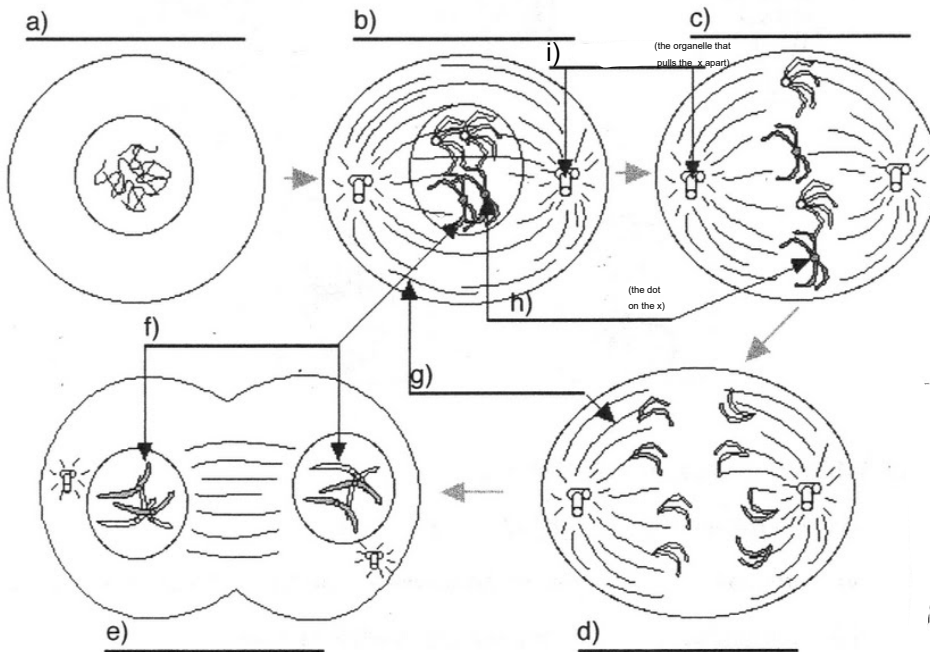 a)
b)
c)
i)
(the organelle that
pulls the x apart)
h)
(the dot
on the x)
f)
g)
e)
d)